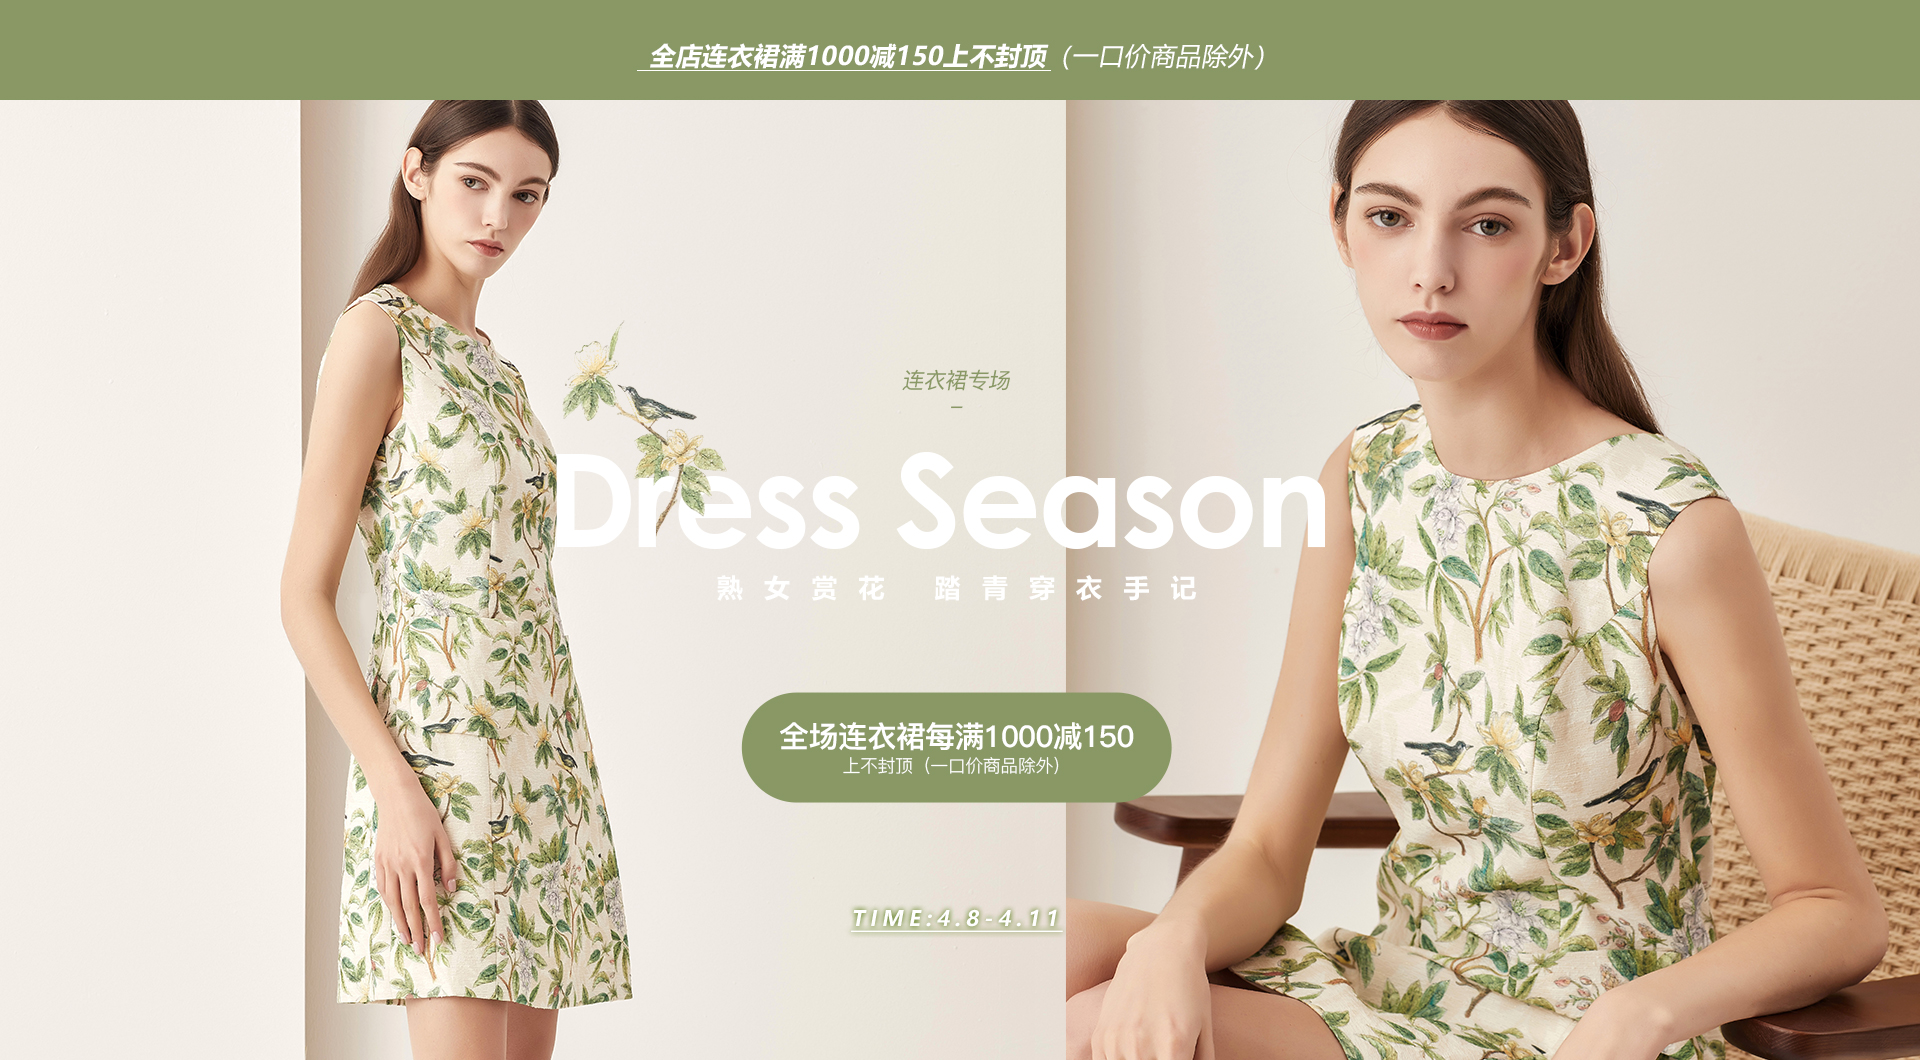 全店连衣裙满1000减150上不封顶（一口价商品除外）
连衣裙专场
–
Dress Season
熟女赏花 踏青穿衣手记
全场连衣裙每满1000减150
上不封顶（一口价商品除外）
TIME:4.8-4.11